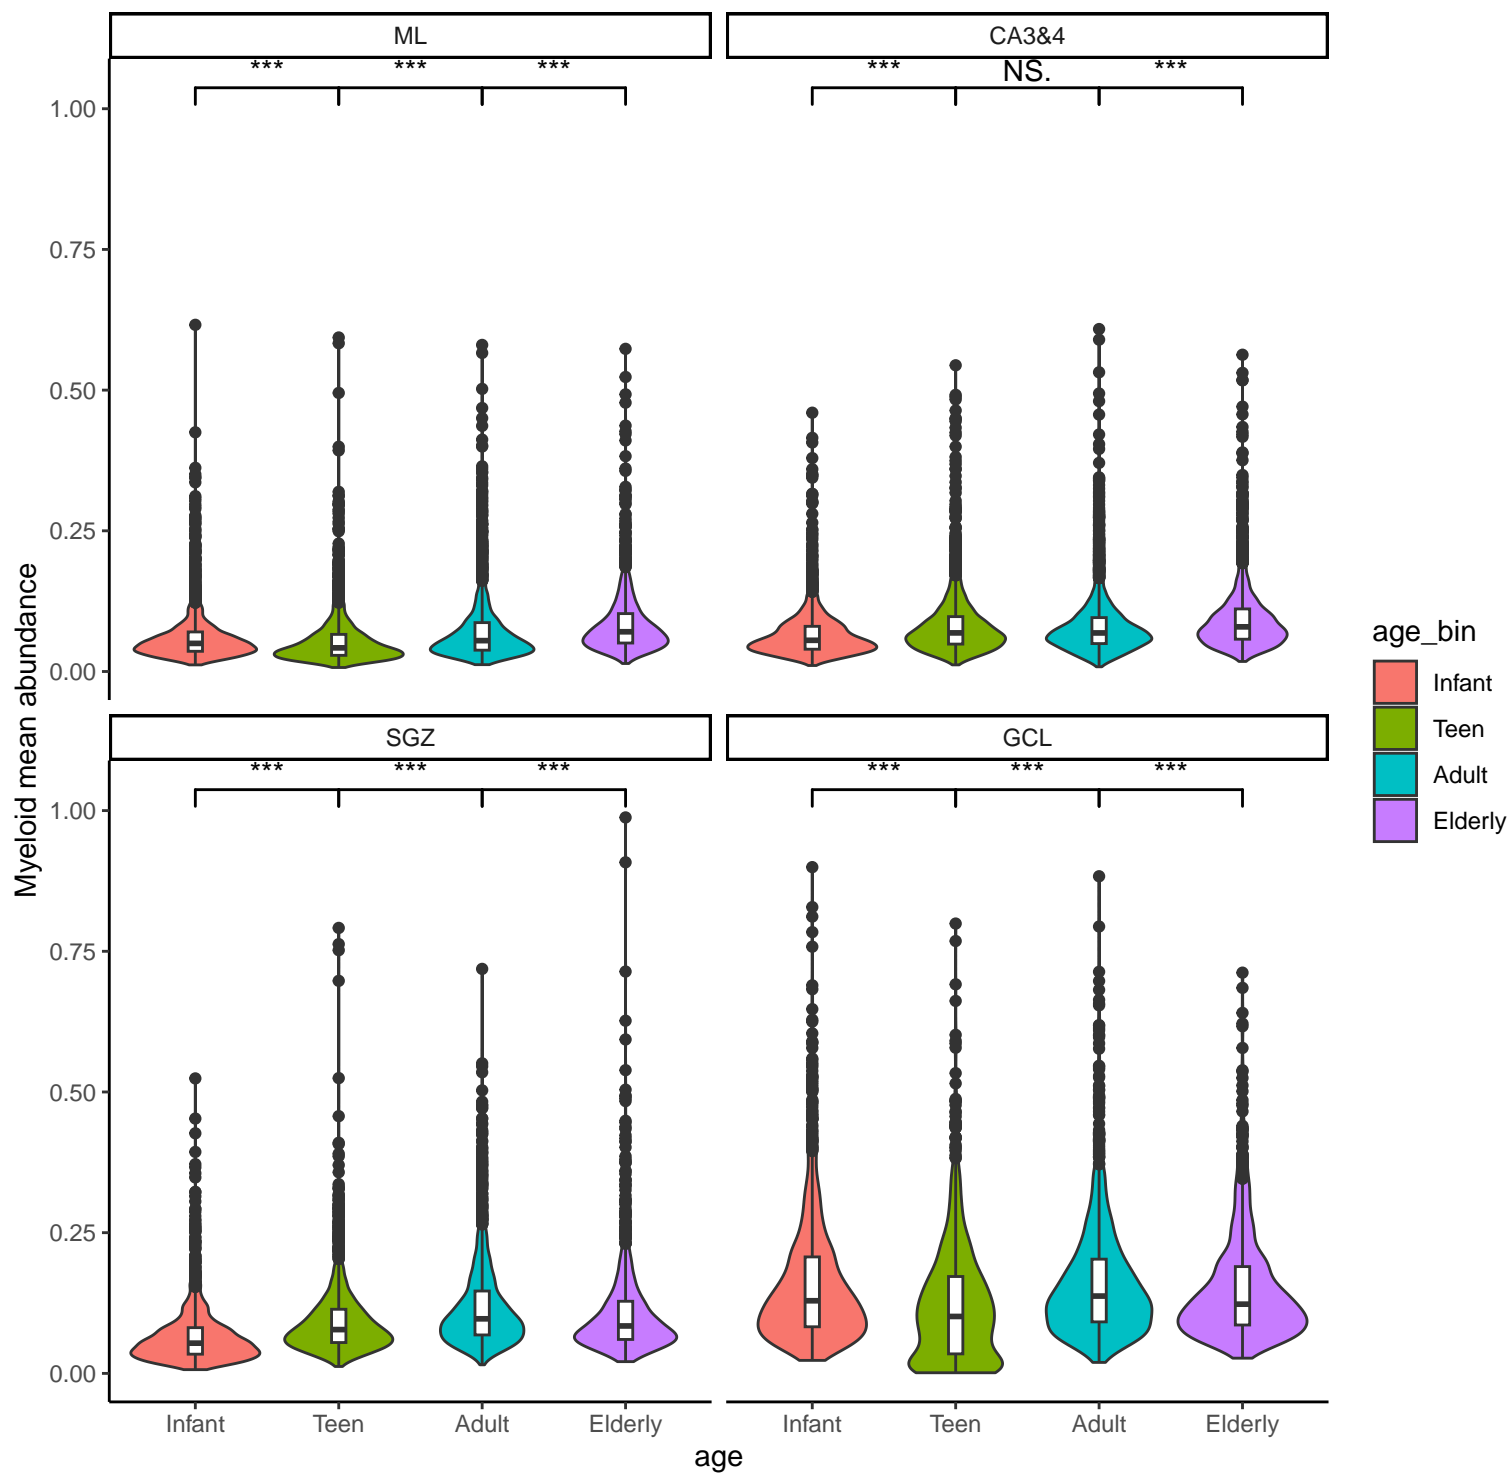 ML
CA3&4
*** *** ***
*** NS. ***
1.00
0.75
0.50
0.25
0.00
SGZ
GCL
*** *** ***
*** *** ***
1.00
0.75
0.50
0.25
0.00
Myeloid mean abundance
Infant Teen Adult Elderly
Infant Teen Adult Elderly
age
age_bin
Infant
Teen
Adult
Elderly